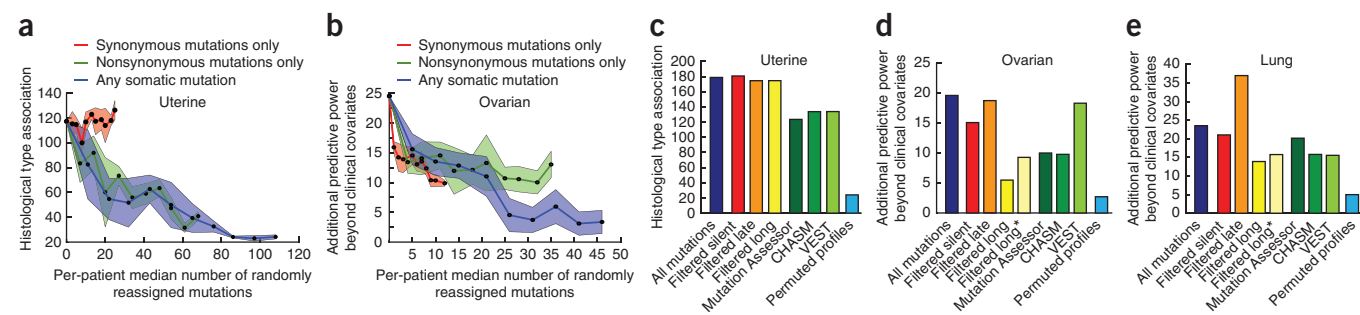 a
Synonymous mutations only
Nonsynonymous mutations only
Any somatic mutation
Uterine
Histological type association
140
120
100
80
60
40
20
0 20 40 60 80 100 120
Per-patient median number of randomly
reassigned mutations
b
Synonymous mutations only
Nonsynonymous mutations only
Any somatic mutation
Ovarian
Additional predictive power
beyond clinical covariates
25
20
15
10
5
0
5 10 15 20 25 30 35 40 45 50
Per-patient median number of randomly
reassigned mutations
c
Uterine
Histological type association
200
180
160
140
120
100
80
60
40
20
0
All mutations
Filtered silent
Filtered late
Filtered long
Mutation Assessor
CHASM
VEST
Permuted profiles
d
Ovarian
Additional predictive power
beyond clinical covariates
25
20
15
10
5
0
All mutations
Filtered silent
Filtered late
Filtered long
Filtered long*
Mutation Assessor
CHASM
VEST
Permuted profiles
e
Lung
Additional predictive power
beyond clinical covariates
40
35
30
25
20
15
10
5
0
All mutations
Filtered silent
Filtered late
Filtered long
Filtered long*
Mutation Assessor
CHASM
VEST
Permuted profiles